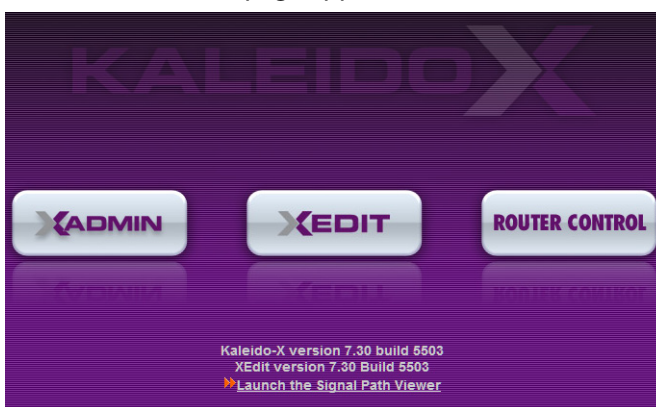 KALEIDOX
XADMIN
XEDIT
ROUTER CONTROL
Kaleido-X version 7.30 build 5503
XEdit version 7.30 Build 5503
Launch the Signal Path Viewer